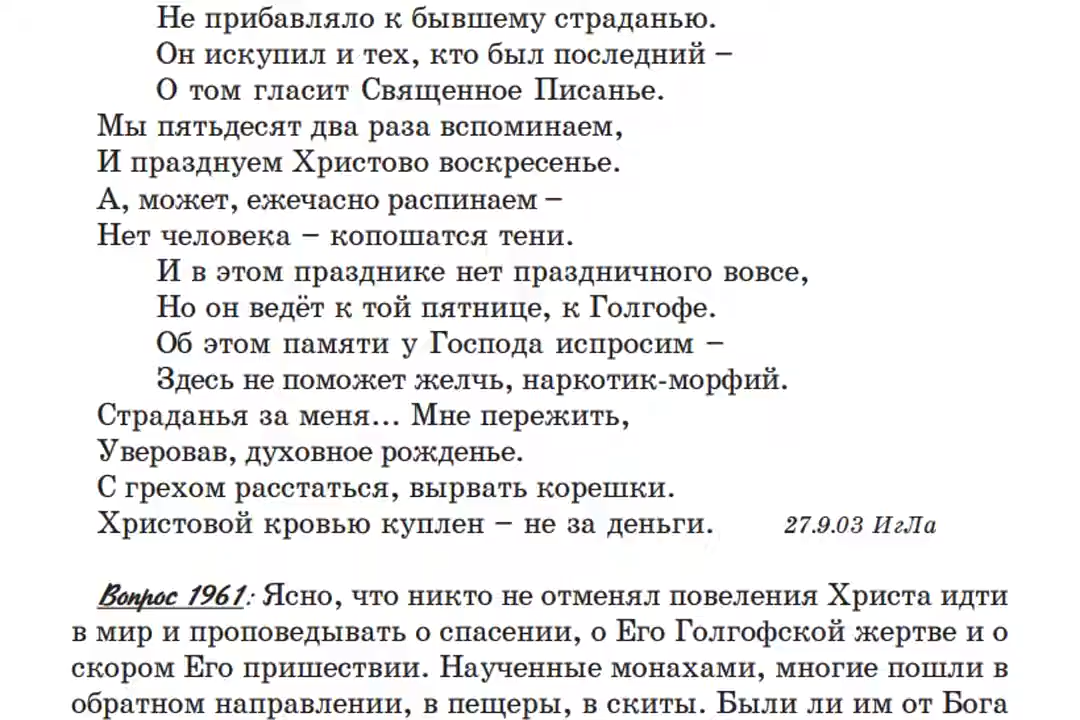 Не прибавляло к бывшему страданью.
Он искупил и тех, кто был последний –
О том гласит Священное Писанье.
Мы пятьдесят два раза вспоминаем,
И празднуем Христово воскресенье.
А, может, ежечасно распинаем –
Нет человека – копошатся тени.
И в этом празднике нет праздничного вовсе,
Но он ведёт к той пятнице, к Голгофе.
Об этом памяти у Господа испросим –
Здесь не поможет желчь, наркотик-морфий.
Страданья за меня... Мне пережить,
Уверовав, духовное рожденье.
С грехом расстаться, вырвать корешки.
Христовой кровью куплен – не за деньги. 27.9.03 ИгЛа
Вопрос 1961: Ясно, что никто не отменял повеления Христа идти
в мир и проповедывать о спасении, о Его Голгофской жертве и о
скором Его пришествии. Наученные монахами, многие пошли в
обратном направлении, в пещеры, в скиты. Были ли им от Бога